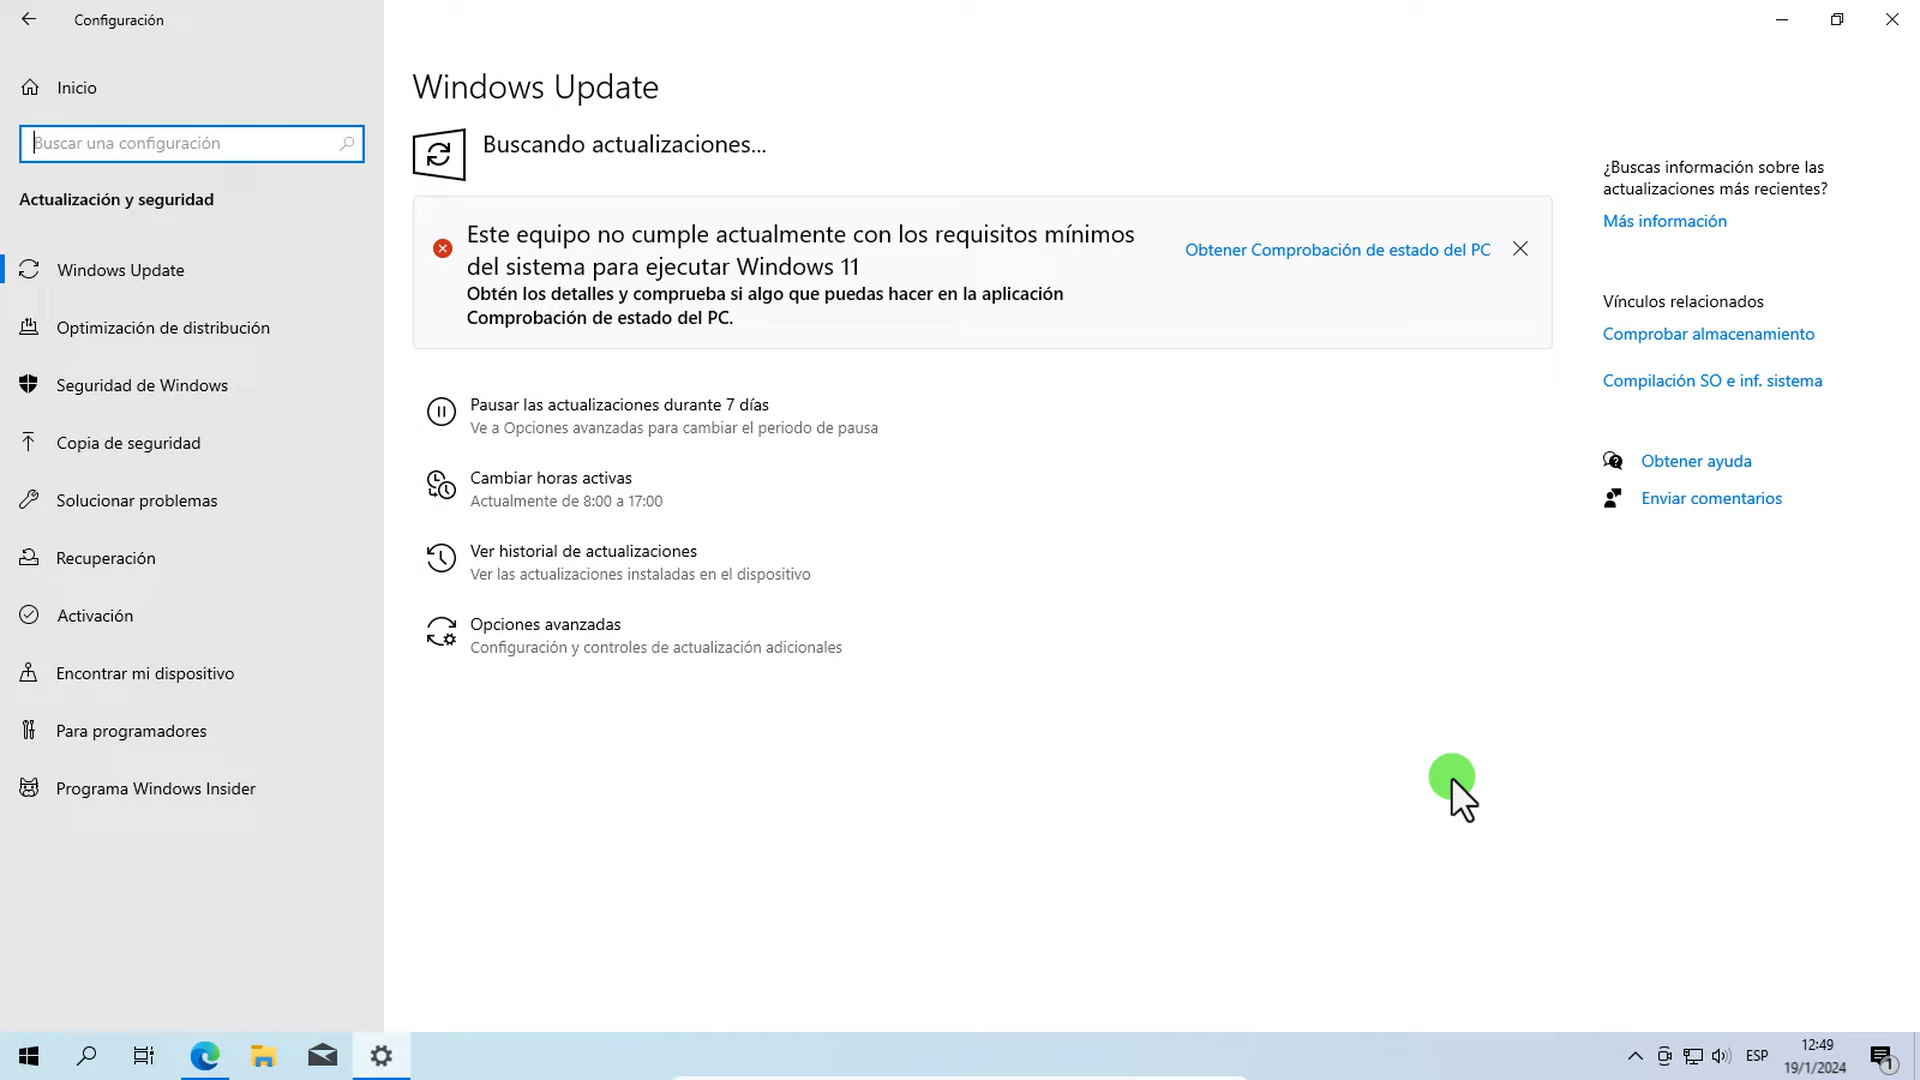 Configuración
Inicio
Buscar una configuración
Actualización y seguridad
Windows Update
Optimización de distribución
Seguridad de Windows
Copia de seguridad
Solucionar problemas
Recuperación
Activación
Encontrar mi dispositivo
Para programadores
Programa Windows Insider
Windows Update
Buscando actualizaciones...
Este equipo no cumple actualmente con los requisitos mínimos
del sistema para ejecutar Windows 11
Obtén los detalles y comprueba si algo que puedas hacer en la aplicación
Comprobación de estado del PC.
Obtener Comprobación de estado del PC
Pausar las actualizaciones durante 7 días
Ve a Opciones avanzadas para cambiar el periodo de pausa
Cambiar horas activas
Actualmente de 8:00 a 17:00
Ver historial de actualizaciones
Ver las actualizaciones instaladas en el dispositivo
Opciones avanzadas
Configuración y controles de actualización adicionales
¿Buscas información sobre las
actualizaciones más recientes?
Más información
Vínculos relacionados
Comprobar almacenamiento
Compilación SO e inf. sistema
Obtener ayuda
Enviar comentarios
ESP
12:49
19/1/2024
1